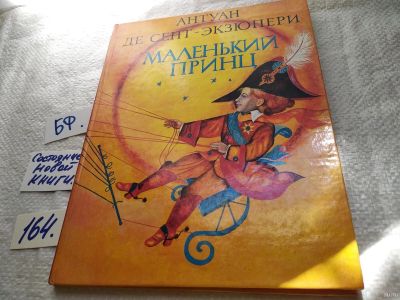 АНТУАН
ДЕ СЕНТ-ЭКЗЮПЕРИ
МАЛЕНЬКИЙ
ПРИНЦ
БФ.
Состояние
Новой
Книги.
164.